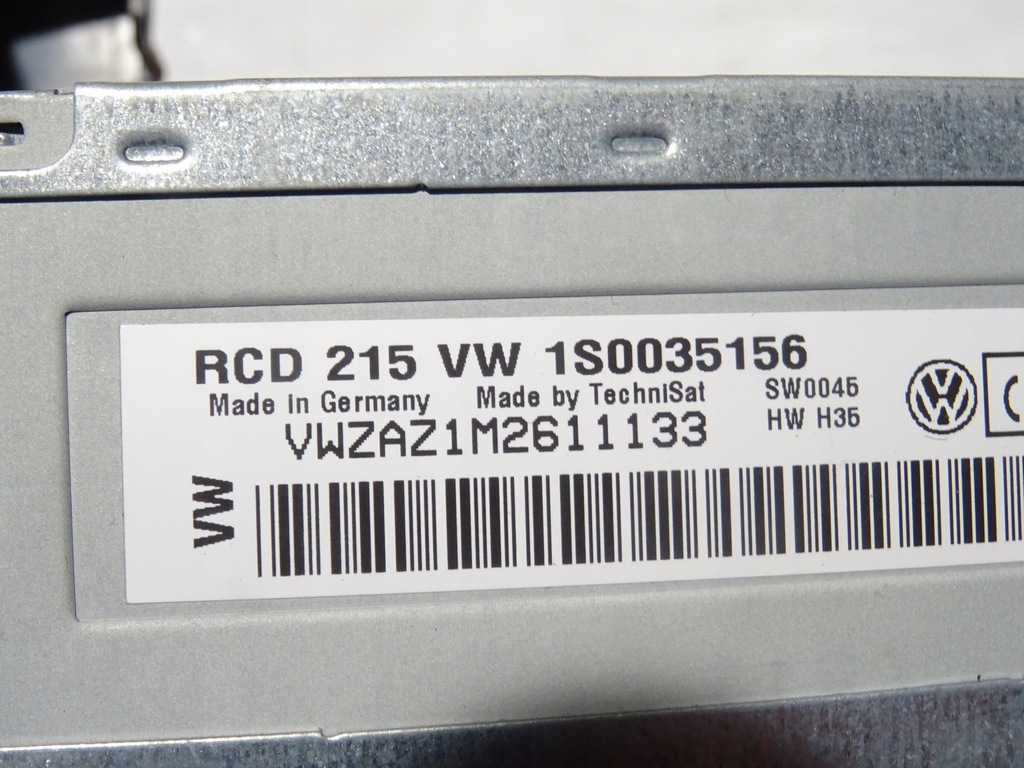 RCD 215 VW 1S0035156
Made in Germany Made by TechniSat
SW0045
HW H35
VWZAZ1M2611133
VW